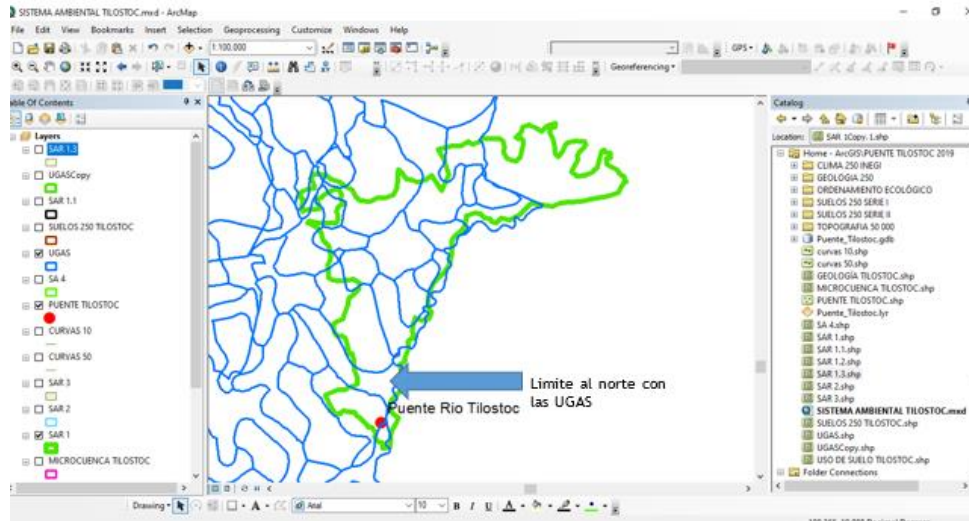 SISTEMA AMBIENTAL TILOSTOC.mxd - ArcMap
File Edit View Bookmarks Insert Selection Geoprocessing Customize Windows Help
1:100,000
GPS
Georeferencing
Table Of Contents
Layers
SAR 1.3
UGASCopy
SAR 1.1
SUELOS 250 TILOSTOC
UGAS
SA 4
PUENTE TILOSTOC
CURVAS 10
CURVAS 50
SAR 3
SAR 2
SAR 1
MICROCUENCA TILOSTOC
Limite al norte con
las UGAS
Puente Rio Tilostoc
Catalog
Location: SAR 1Copy. 1.shp
Home - ArcGIS\PUENTE TILOSTOC 2019
CLIMA 250 INEGI
GEOLOGIA 250
ORDENAMIENTO ECOLÓGICO
SUELOS 250 SERIE I
SUELOS 250 SERIE II
TOPOGRAFIA 50 000
Puente_Tilostoc.gdb
curvas 10.shp
curvas 50.shp
GEOLOGÍA TILOSTOC.shp
MICROCUENCA TILOSTOC.shp
PUENTE TILOSTOC.shp
Puente_Tilostoc.lyr
SA 4.shp
SAR 1.shp
SAR 1.1.shp
SAR 1.2.shp
SAR 1.3.shp
SAR 2.shp
SAR 3.shp
SISTEMA AMBIENTAL TILOSTOC.mxd
SUELOS 250 TILOSTOC.shp
UGAS.shp
UGASCopy.shp
USO DE SUELO TILOSTOC.shp
Folder Connections
Drawing
Arial
10
B I U A